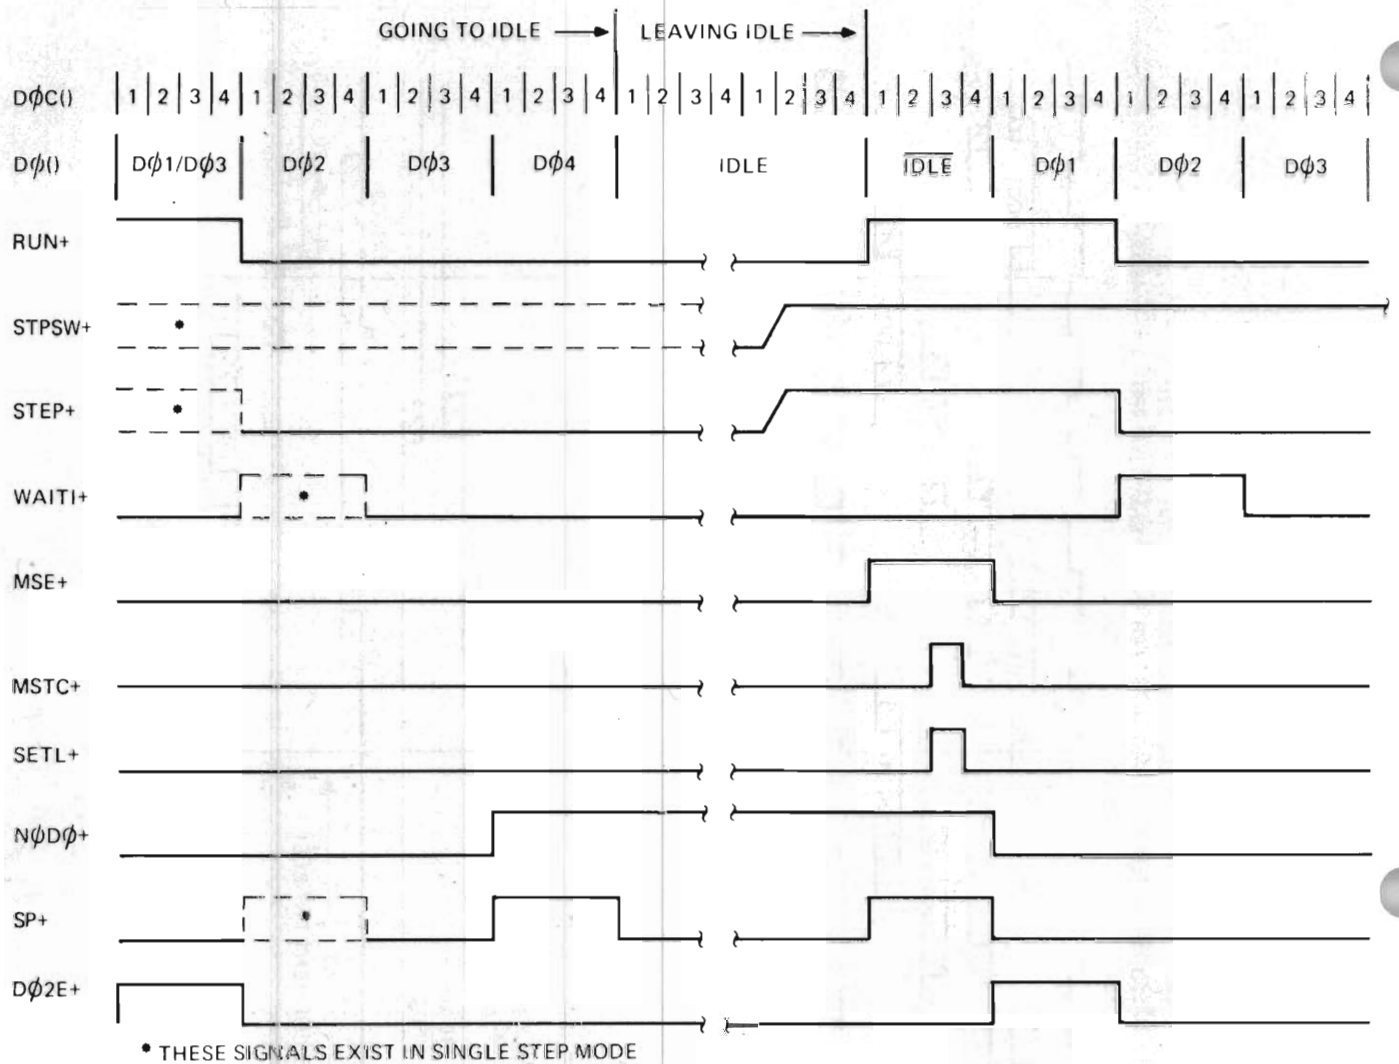 GOING TO IDLE LEAVING IDLE
DϕC() 1 2 3 4 1 2 3 4 1 2 3 4 1 2 3 4 1 2 3 4 1 2 3 4 1 2 3 4 1 2 3 4 1 2 3 4 1 2 3 4
Dϕ() Dϕ1/Dϕ3 Dϕ2 Dϕ3 Dϕ4 IDLE IDLE Dϕ1 Dϕ2 Dϕ3
RUN+
STPSW+ *
STEP+ *
WAITI+ *
MSE+
MSTC+
SETL+
NϕDϕ+
SP+ *
Dϕ2E+
* THESE SIGNALS EXIST IN SINGLE STEP MODE